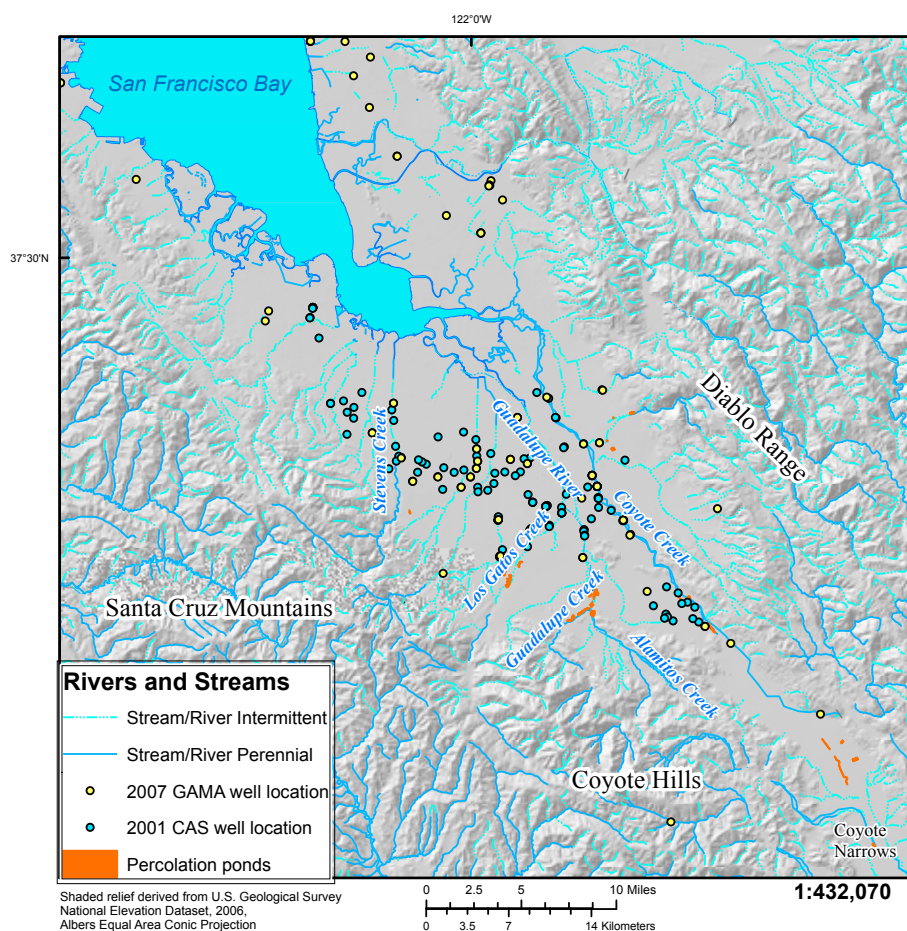 122°0'W
San Francisco Bay
37°30'N
Diablo Range
Stevens Creek
Guadalupe River
Coyote Creek
Los Gatos Creek
Santa Cruz Mountains
Guadalupe Creek
Alamitos Creek
Coyote Hills
Coyote
Narrows
Rivers and Streams
Stream/River Intermittent
Stream/River Perennial
2007 GAMA well location
2001 CAS well location
Percolation ponds
Shaded relief derived from U.S. Geological Survey
National Elevation Dataset, 2006,
Albers Equal Area Conic Projection
0 2.5 5 10 Miles
0 3.5 7 14 Kilometers
1:432,070